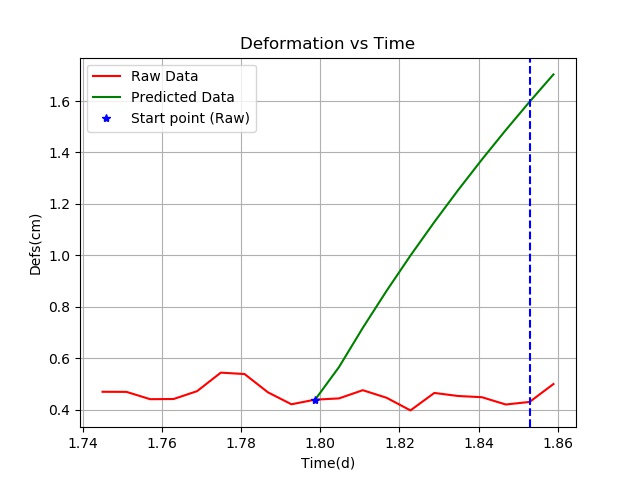 Deformation vs Time
Raw Data
Predicted Data
Start point (Raw)
Defs(cm)
1.6
1.4
1.2
1.0
0.8
0.6
0.4
1.74 1.76 1.78 1.80 1.82 1.84 1.86
Time(d)